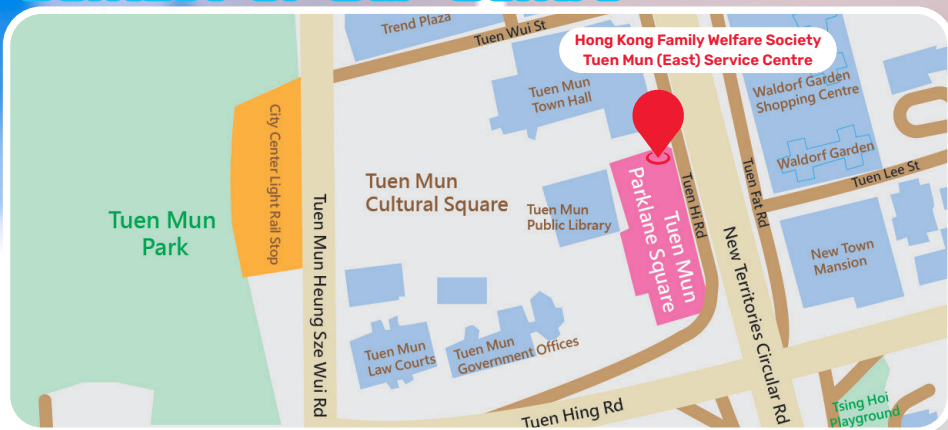 Trend Plaza
Tuen Wui St
Hong Kong Family Welfare Society
Tuen Mun (East) Service Centre
Tuen Mun
Town Hall
Waldorf Garden
Shopping Centre
Waldorf Garden
City Center Light Rail Stop
Tuen Mun
Cultural Square
Tuen Mun
Public Library
Tuen Mun
Parklane Square
Tuen Hi Rd
Tuen Fat Rd
Tuen Lee St
Tuen Mun
Park
Tuen Mun Heung Sze Wui Rd
New Territories Circular Rd
New Town
Mansion
Tuen Mun
Law Courts
Tuen Mun
Government Offices
Tuen Hing Rd
Tsing Hoi
Playground